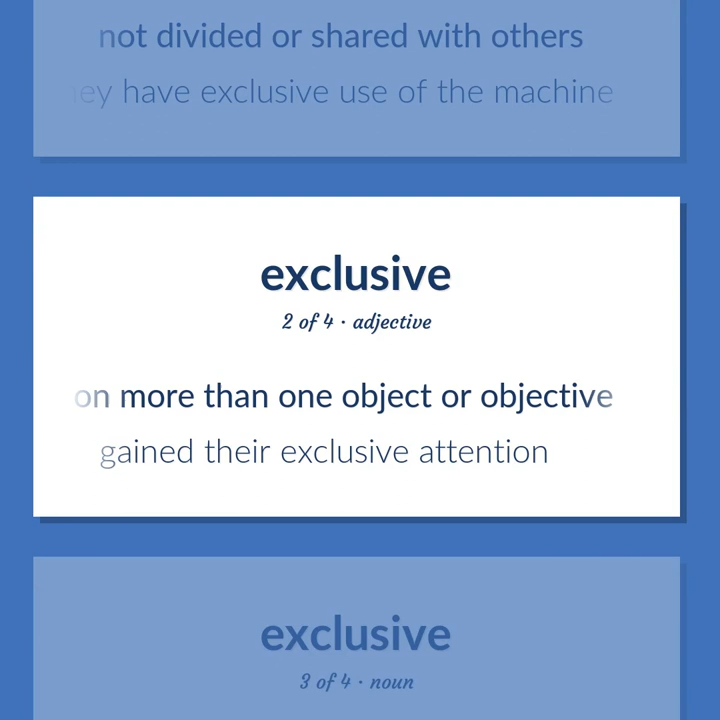 not divided or shared with others
ey have exclusive use of the machine
exclusive
2 of 4 · adjective
on more than one object or objective
gained their exclusive attention
exclusive
3 of 4 · noun